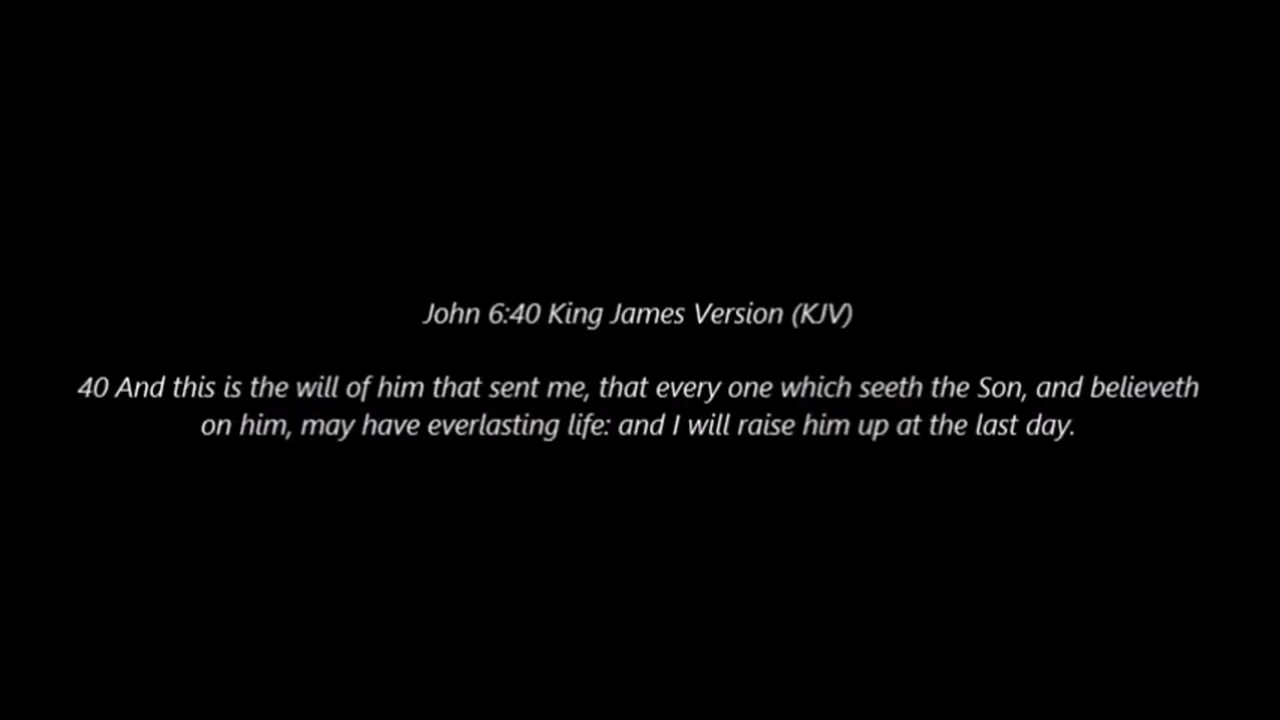 John 6:40 King James Version (KJV)
40 And this is the will of him that sent me, that every one which seeth the Son, and believeth
on him, may have everlasting life: and I will raise him up at the last day.